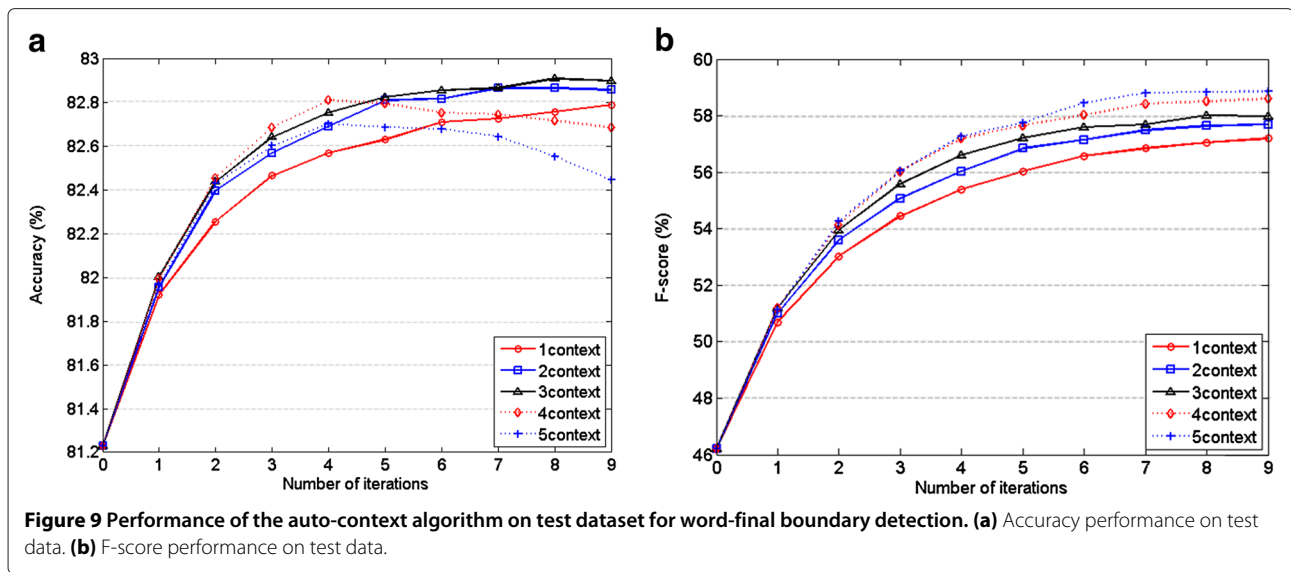 a
83
82.8
82.6
82.4
82.2
82
81.8
81.6
81.4
81.2
Accuracy (%)
0 1 2 3 4 5 6 7 8 9
Number of iterations
1context
2context
3context
4context
5context
b
60
58
56
54
52
50
48
46
F-score (%)
0 1 2 3 4 5 6 7 8 9
Number of iterations
1context
2context
3context
4context
5context
Figure 9 Performance of the auto-context algorithm on test dataset for word-final boundary detection. (a) Accuracy performance on test
data. (b) F-score performance on test data.